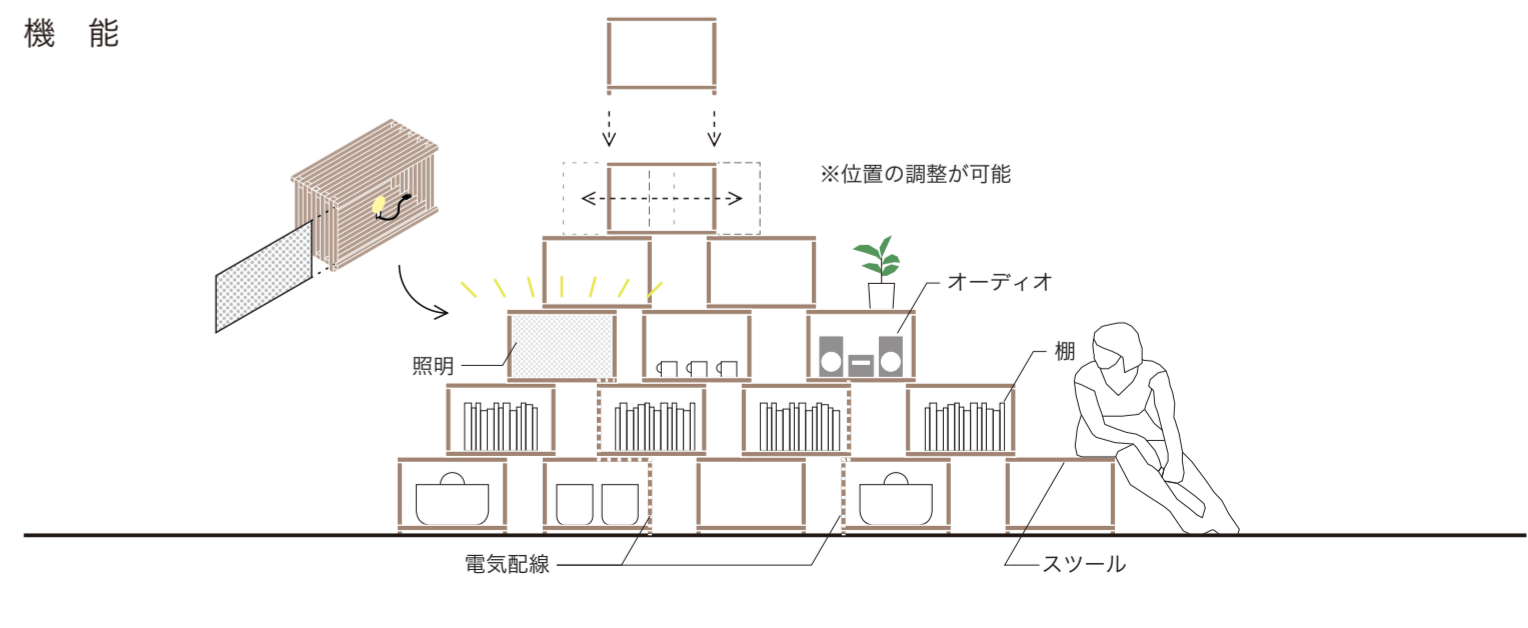 機　能
※位置の調整が可能
オーディオ
照明
棚
電気配線
スツール